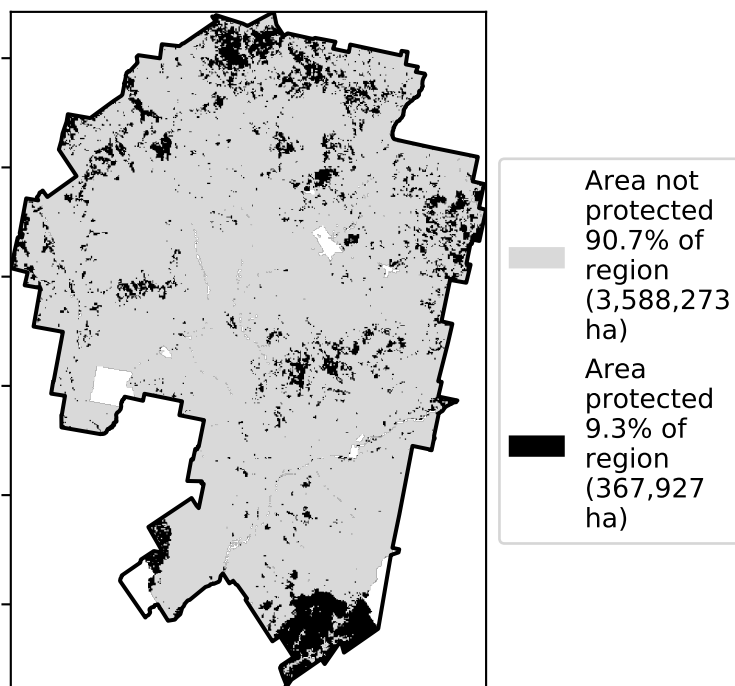 Area not
protected
90.7% of
region
(3,588,273
ha)
Area
protected
9.3% of
region
(367,927
ha)